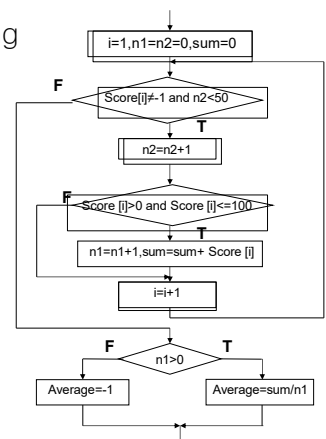 g
i=1,n1=n2=0,sum=0
F
Score[i]≠-1 and n2<50
T
n2=n2+1
F
Score [i]>0 and Score [i]<=100
T
n1=n1+1,sum=sum+ Score [i]
i=i+1
F
T
n1>0
Average=-1
Average=sum/n1